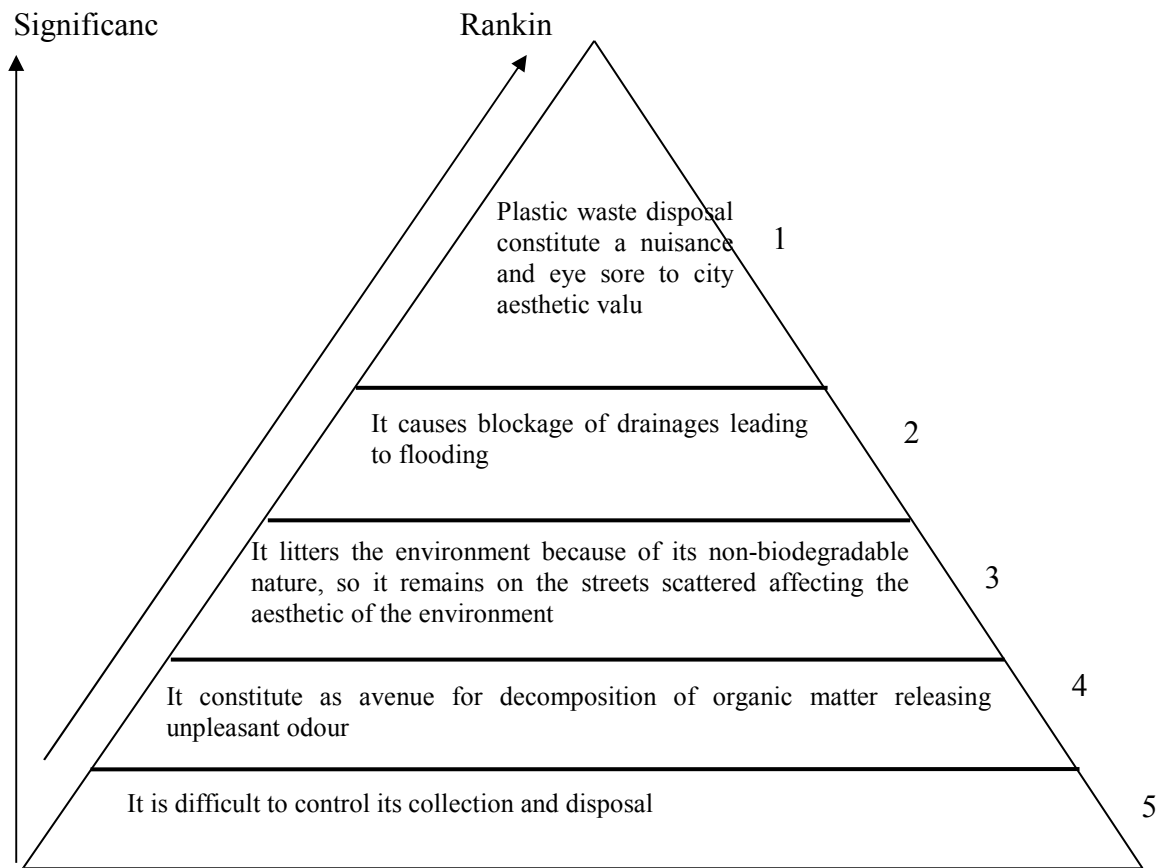 Significanc
Rankin
Plastic waste disposal
constitute a nuisance
and eye sore to city
aesthetic valu
1
It causes blockage of drainages leading
to flooding
2
It litters the environment because of its non-biodegradable
nature, so it remains on the streets scattered affecting the
aesthetic of the environment
3
It constitute as avenue for decomposition of organic matter releasing
unpleasant odour
4
It is difficult to control its collection and disposal
5